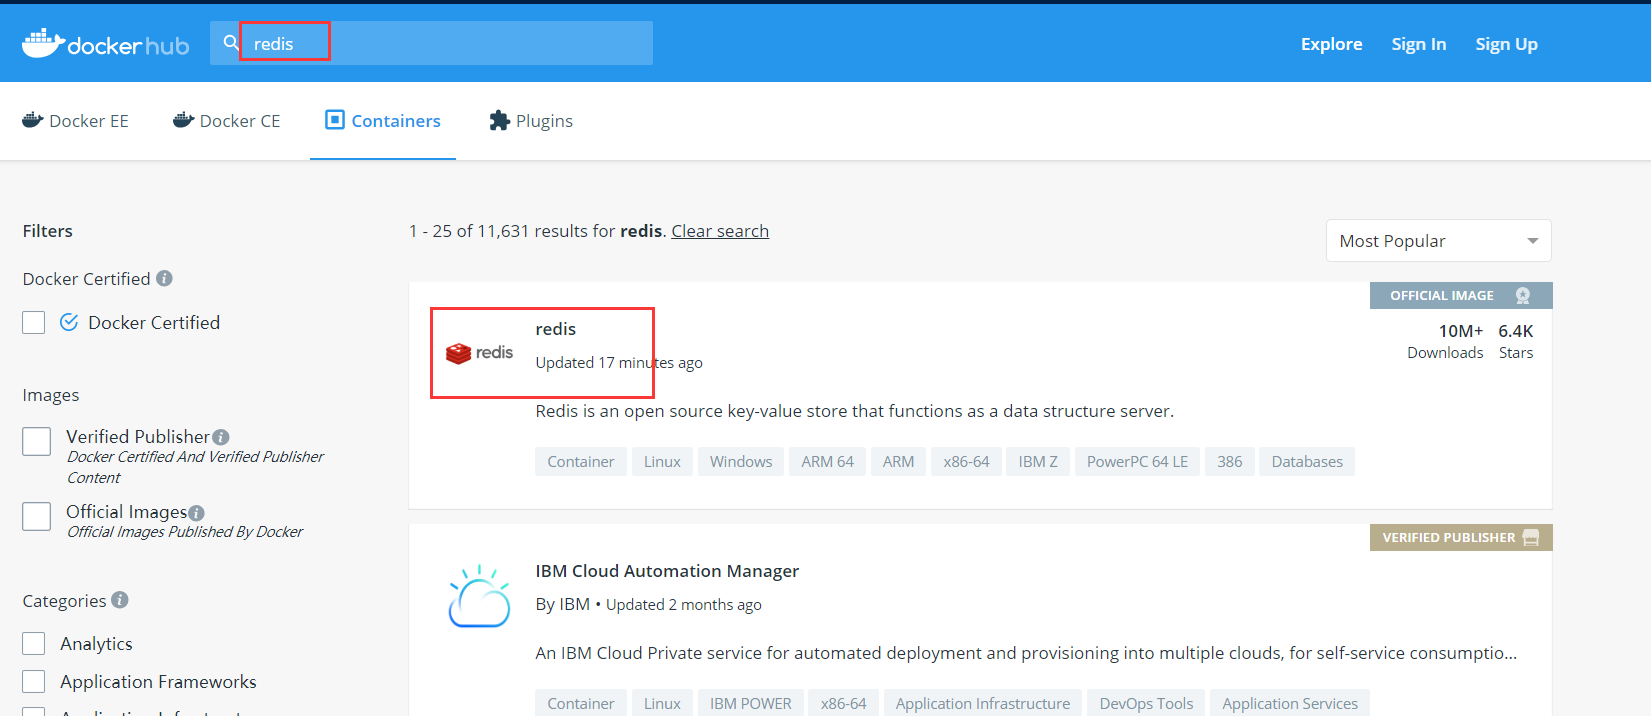 docker hub
redis
Explore Sign In Sign Up
Docker EE Docker CE Containers Plugins
Filters
Docker Certified
Docker Certified
Images
Verified Publisher
Docker Certified And Verified Publisher
Content
Official Images
Official Images Published By Docker
Categories
Analytics
Application Frameworks
1 - 25 of 11,631 results for redis. Clear search
Most Popular
OFFICIAL IMAGE
redis
redis
Updated 17 minutes ago
10M+ 6.4K
Downloads Stars
Redis is an open source key-value store that functions as a data structure server.
Container Linux Windows ARM 64 ARM x86-64 IBM Z PowerPC 64 LE 386 Databases
VERIFIED PUBLISHER
IBM Cloud Automation Manager
By IBM • Updated 2 months ago
An IBM Cloud Private service for automated deployment and provisioning into multiple clouds, for self-service consumptio...
Container Linux IBM POWER x86-64 Application Infrastructure DevOps Tools Application Services